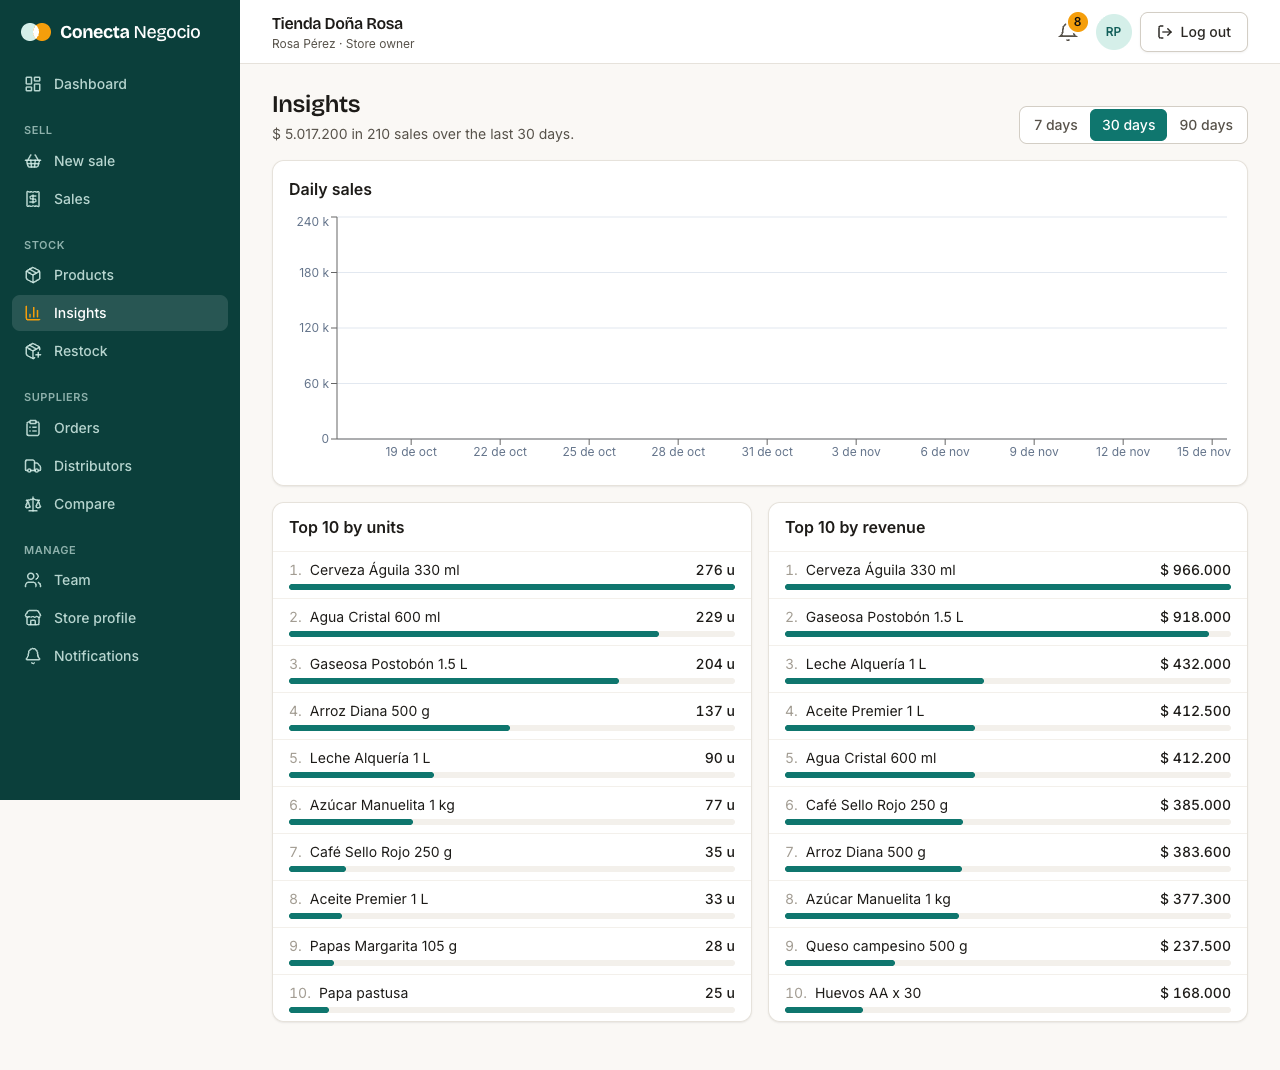 Conecta Negocio
Dashboard
SELL
New sale
Sales
STOCK
Products
Insights
Restock
SUPPLIERS
Orders
Distributors
Compare
MANAGE
Team
Store profile
Notifications
Tienda Doña Rosa
Rosa Pérez · Store owner
8
RP
Log out
Insights
$ 5.017.200 in 210 sales over the last 30 days.
7 days
30 days
90 days
Daily sales
240 k
180 k
120 k
60 k
0
19 de oct
22 de oct
25 de oct
28 de oct
31 de oct
3 de nov
6 de nov
9 de nov
12 de nov
15 de nov
Top 10 by units
1. Cerveza Águila 330 ml 276 u
2. Agua Cristal 600 ml 229 u
3. Gaseosa Postobón 1.5 L 204 u
4. Arroz Diana 500 g 137 u
5. Leche Alquería 1 L 90 u
6. Azúcar Manuelita 1 kg 77 u
7. Café Sello Rojo 250 g 35 u
8. Aceite Premier 1 L 33 u
9. Papas Margarita 105 g 28 u
10. Papa pastusa 25 u
Top 10 by revenue
1. Cerveza Águila 330 ml $ 966.000
2. Gaseosa Postobón 1.5 L $ 918.000
3. Leche Alquería 1 L $ 432.000
4. Aceite Premier 1 L $ 412.500
5. Agua Cristal 600 ml $ 412.200
6. Café Sello Rojo 250 g $ 385.000
7. Arroz Diana 500 g $ 383.600
8. Azúcar Manuelita 1 kg $ 377.300
9. Queso campesino 500 g $ 237.500
10. Huevos AA x 30 $ 168.000